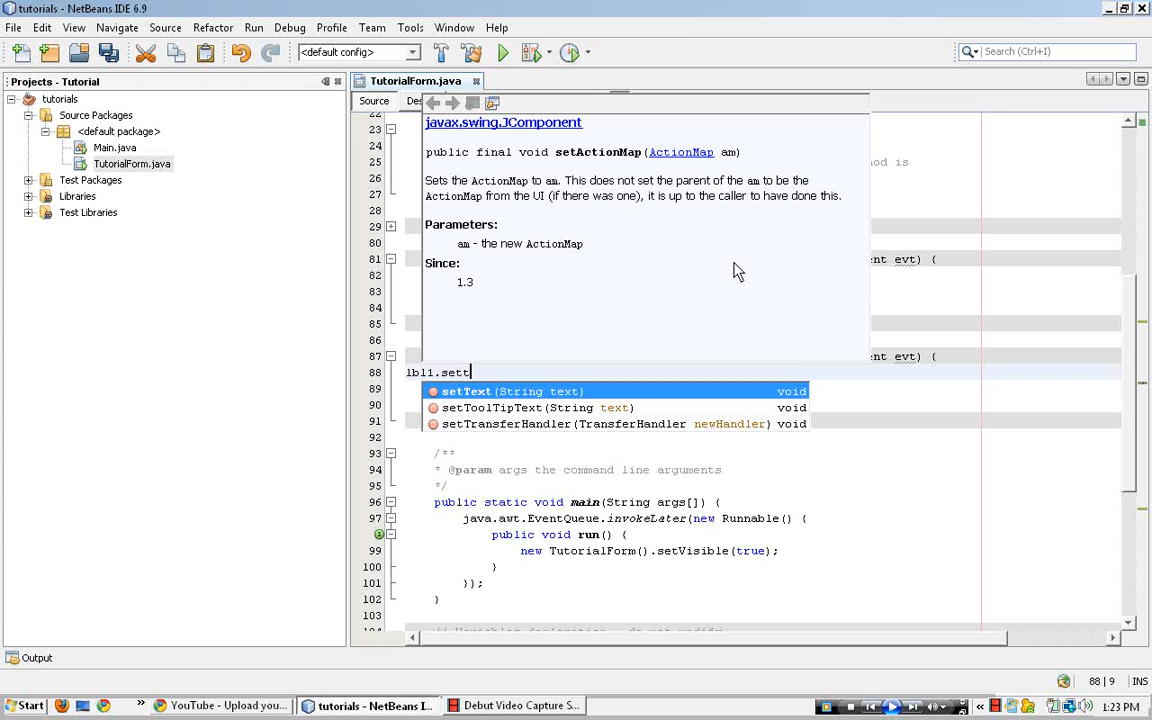 tutorials - NetBeans IDE 6.9
File Edit View Navigate Source Refactor Run Debug Profile Team Tools Window Help
<default config>
Search (Ctrl+I)
Projects - Tutorial
tutorials
Source Packages
<default package>
Main.java
TutorialForm.java
Test Packages
Libraries
Test Libraries
TutorialForm.java
Source Des
javax.swing.JComponent
public final void setActionMap(ActionMap am)
Sets the ActionMap to am. This does not set the parent of the am to be the
ActionMap from the UI (if there was one), it is up to the caller to have done this.
Parameters:
am - the new ActionMap
Since:
1.3
22
23
24
od is
25
26
27
28
29
80
81 nt evt) {
82
83
84
85
86
87 ent evt) {
88 lbl1.sett
setText(String text) void
setToolTipText(String text) void
setTransferHandler(TransferHandler newHandler) void
89
90
91
92
93 /**
94 * @param args the command line arguments
95 */
96 public static void main(String args[]) {
97 java.awt.EventQueue.invokeLater(new Runnable() {
98 public void run() {
99 new TutorialForm().setVisible(true);
100 }
101 });
102 }
103
Output
88 | 9 INS
Start
YouTube - Upload you...
tutorials - NetBeans I...
Debut Video Capture S...
1:23 PM